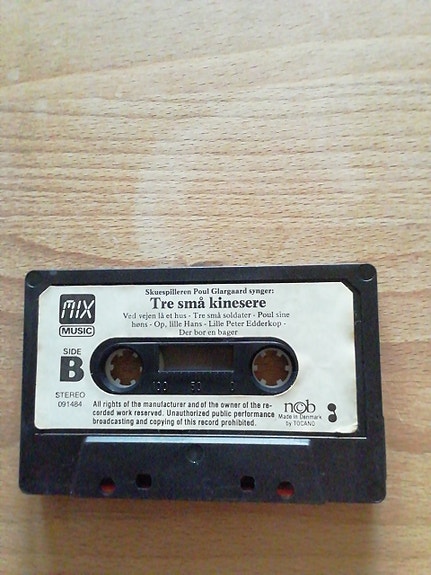 Skuespilleren Poul Glargaard synger:
Tre små kinesere
Ved vejen lå et hus - Tre små soldater - Poul sine
høns - Op, lille Hans - Lille Peter Edderkop -
Der bor en bager
MIX
MUSIC
SIDE
B
STEREO
091484
100 50 0
All rights of the manufacturer and of the owner of the re-
corded work reserved. Unauthorized public performance
broadcasting and copying of this record prohibited.
ncb
Made in Denmark
by TOCANO